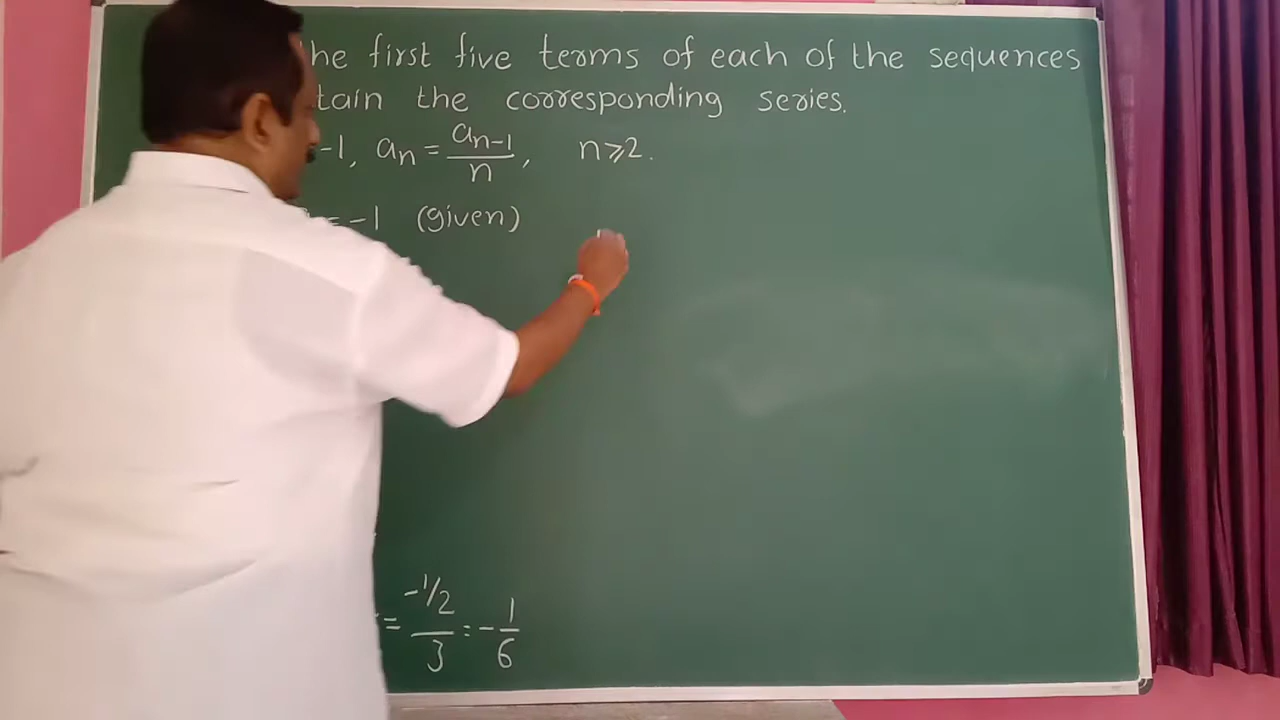 he first five terms of each of the sequences
tain the corresponding series.
-1, aₙ = aₙ₋₁/n, n⩾2.
= -1 (given)
= (-1/2)/3 = -1/6